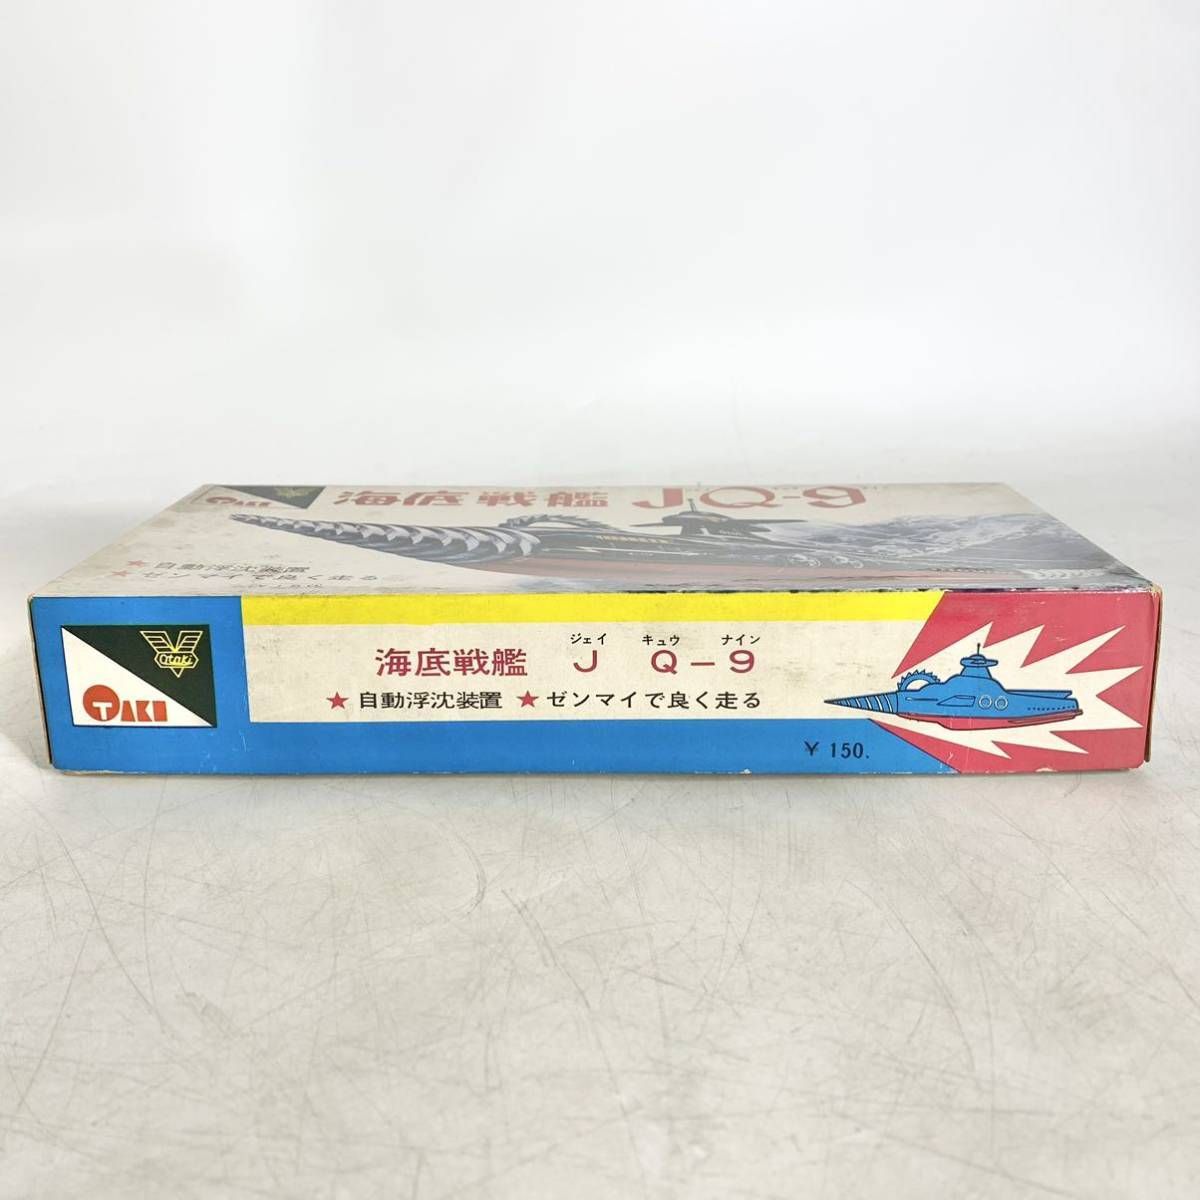 海底戦艦 JQ-9
★自動浮沈装置
★ゼンマイで良く走る
OTAKI
Otaki
ジェイ キュウ ナイン
海底戦艦 J Q-9
★自動浮沈装置 ★ゼンマイで良く走る
¥150.